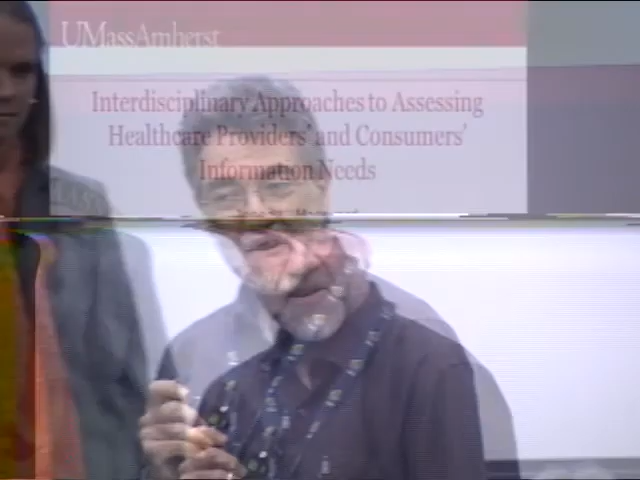 UMassAmherst
Interdisciplinary Approaches to Assessing
Healthcare Providers' and Consumers'
Information Needs